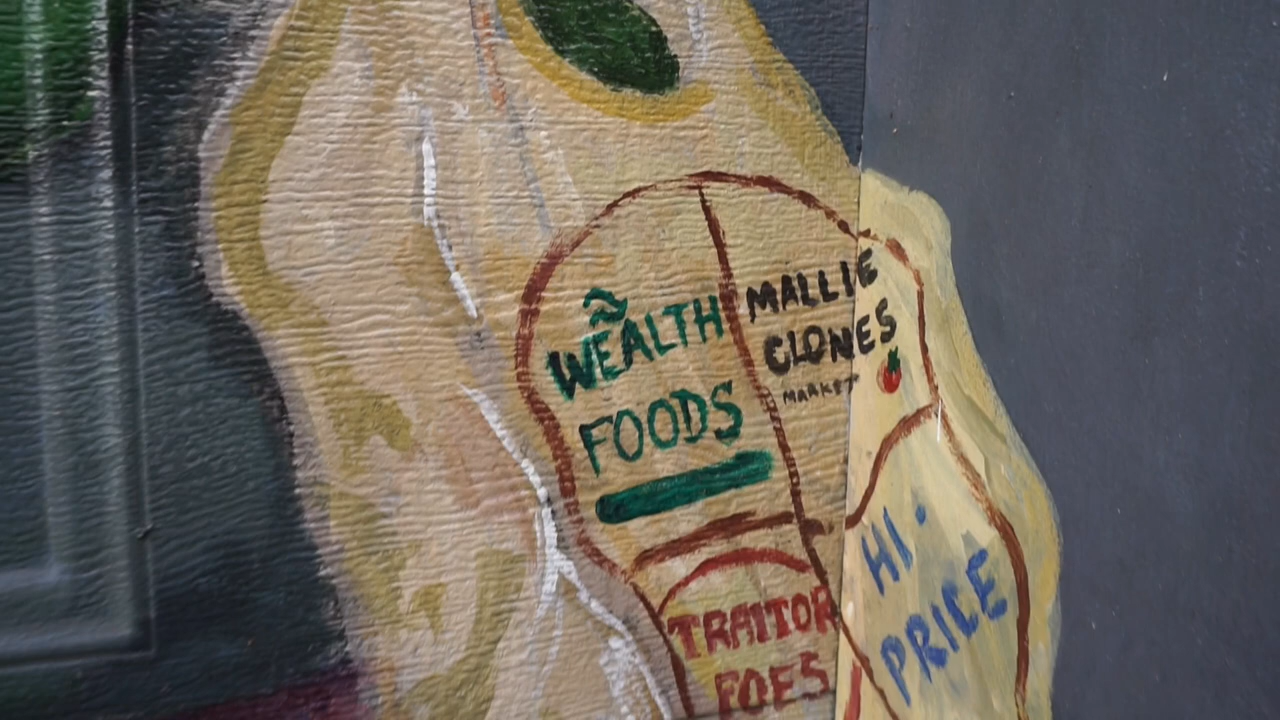 WEALTH
FOODS
MALLIE
CLONES
MARKET
HI.
PRICE
TRAITOR
FOES